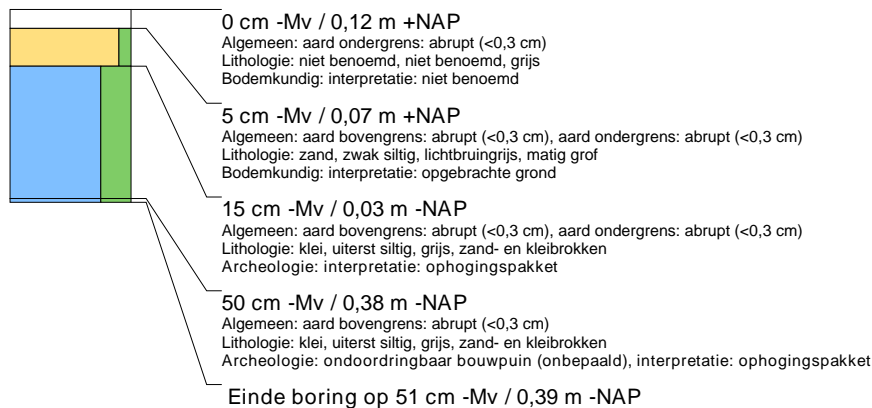 0 cm -Mv / 0,12 m +NAP
Algemeen: aard ondergrens: abrupt (<0,3 cm)
Lithologie: niet benoemd, niet benoemd, grijs
Bodemkundig: interpretatie: niet benoemd
5 cm -Mv / 0,07 m +NAP
Algemeen: aard bovengrens: abrupt (<0,3 cm), aard ondergrens: abrupt (<0,3 cm)
Lithologie: zand, zwak siltig, lichtbruingrijs, matig grof
Bodemkundig: interpretatie: opgebrachte grond
15 cm -Mv / 0,03 m -NAP
Algemeen: aard bovengrens: abrupt (<0,3 cm), aard ondergrens: abrupt (<0,3 cm)
Lithologie: klei, uiterst siltig, grijs, zand- en kleibrokken
Archeologie: interpretatie: ophogingspakket
50 cm -Mv / 0,38 m -NAP
Algemeen: aard bovengrens: abrupt (<0,3 cm)
Lithologie: klei, uiterst siltig, grijs, zand- en kleibrokken
Archeologie: ondoordringbaar bouwpuin (onbepaald), interpretatie: ophogingspakket
Einde boring op 51 cm -Mv / 0,39 m -NAP